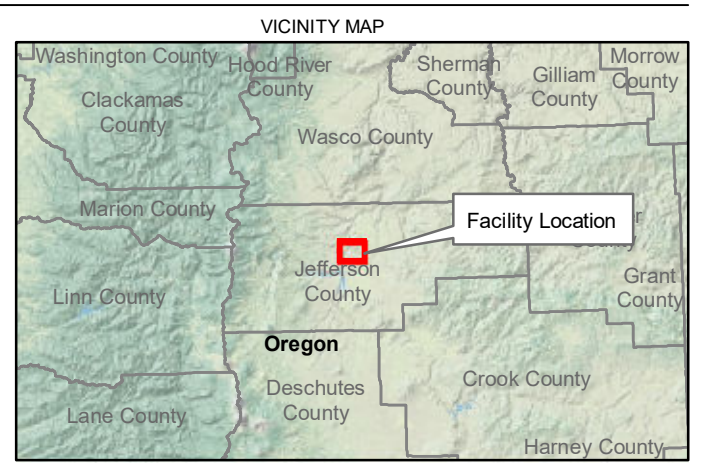 VICINITY MAP
Washington County
Hood River
County
Sherman
County
Gilliam
County
Morrow
County
Clackamas
County
Wasco County
Marion County
Facility Location
Jefferson
County
Grant
County
Linn County
Oregon
Deschutes
County
Crook County
Lane County
Harney County